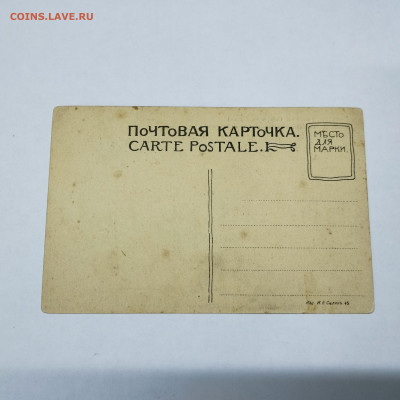 COINS.LAVE.RU
ПОЧТОВАЯ КАРТОЧКА.
CARTE POSTALE.
МѢСТО
ДЛЯ
МАРКИ.